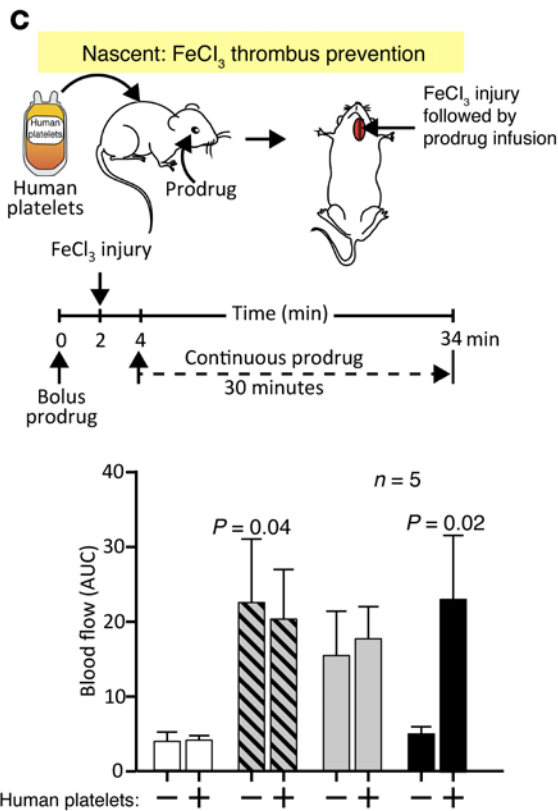 c
Nascent: FeCl3 thrombus prevention
Human
platelets
Human
platelets
Prodrug
FeCl3 injury
followed by
prodrug infusion
FeCl3 injury
Time (min)
0 2 4 34 min
Continuous prodrug
30 minutes
Bolus
prodrug
Blood flow (AUC)
40
30
20
10
0
n = 5
P = 0.04
P = 0.02
Human platelets: − + − + − + − +